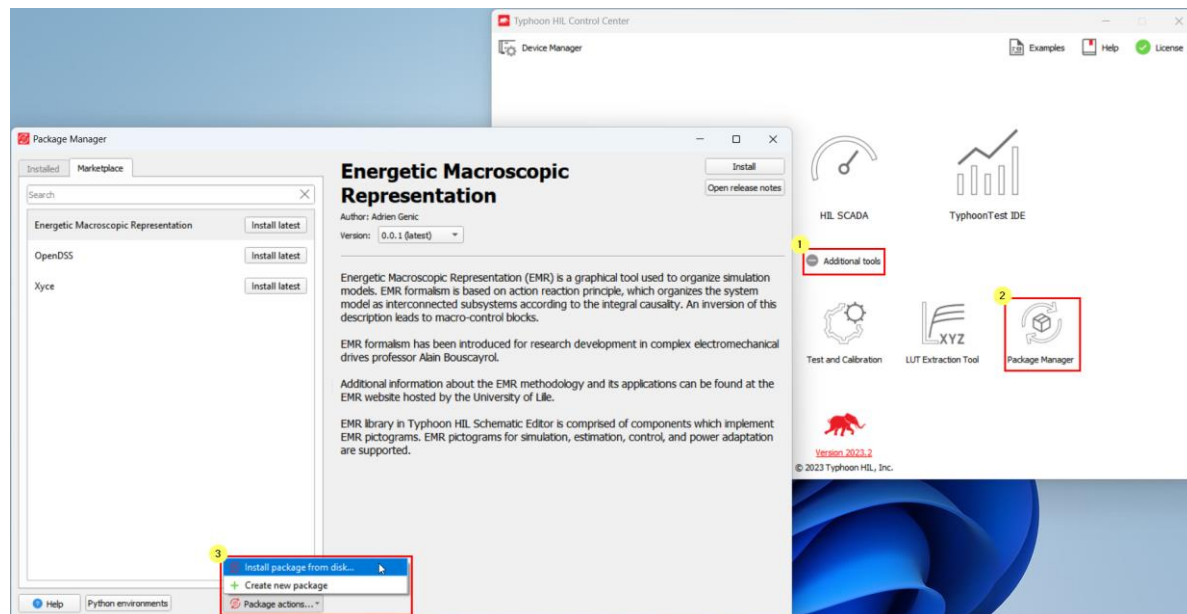 Typhoon HIL Control Center
Device Manager
Examples
Help
License
HIL SCADA
TyphoonTest IDE
1
Additional tools
2
XYZ
Test and Calibration
LUT Extraction Tool
Package Manager
Version 2023.2
© 2023 Typhoon HIL, Inc.
Package Manager
Installed
Marketplace
Search
Energetic Macroscopic Representation
Install latest
OpenDSS
Install latest
Xyce
Install latest
Energetic Macroscopic
Representation
Install
Open release notes
Author: Adrien Genic
Version:
0.0.1 (latest)
Energetic Macroscopic Representation (EMR) is a graphical tool used to organize simulation
models. EMR formalism is based on action reaction principle, which organizes the system
model as interconnected subsystems according to the integral causality. An inversion of this
description leads to macro-control blocks.
EMR formalism has been introduced for research development in complex electromechanical
drives professor Alain Bouscayrol.
Additional information about the EMR methodology and its applications can be found at the
EMR website hosted by the University of Lille.
EMR library in Typhoon HIL Schematic Editor is comprised of components which implement
EMR pictograms. EMR pictograms for simulation, estimation, control, and power adaptation
are supported.
3
Install package from disk...
Create new package
Help
Python environments
Package actions...